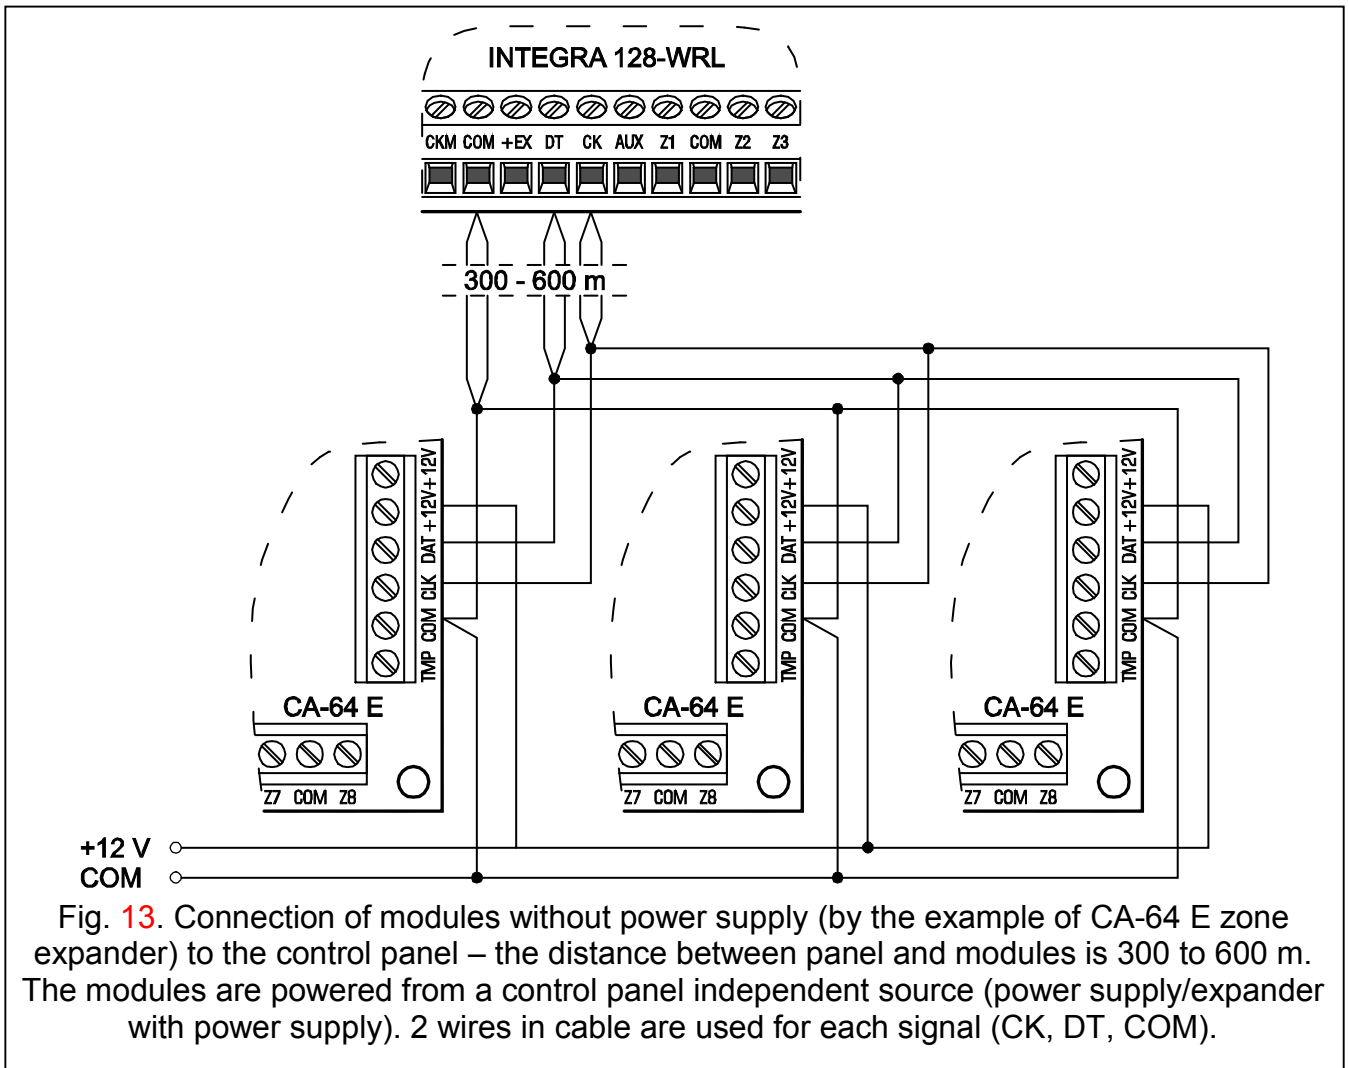 INTEGRA 128-WRL
CKM COM +EX DT CK AUX Z1 COM Z2 Z3
300 - 600 m
TMP COM CLK DAT +12V +12V
CA-64 E
Z7 COM Z8
TMP COM CLK DAT +12V +12V
CA-64 E
Z7 COM Z8
TMP COM CLK DAT +12V +12V
CA-64 E
Z7 COM Z8
+12 V
COM
Fig. 13. Connection of modules without power supply (by the example of CA-64 E zone
expander) to the control panel – the distance between panel and modules is 300 to 600 m.
The modules are powered from a control panel independent source (power supply/expander
with power supply). 2 wires in cable are used for each signal (CK, DT, COM).